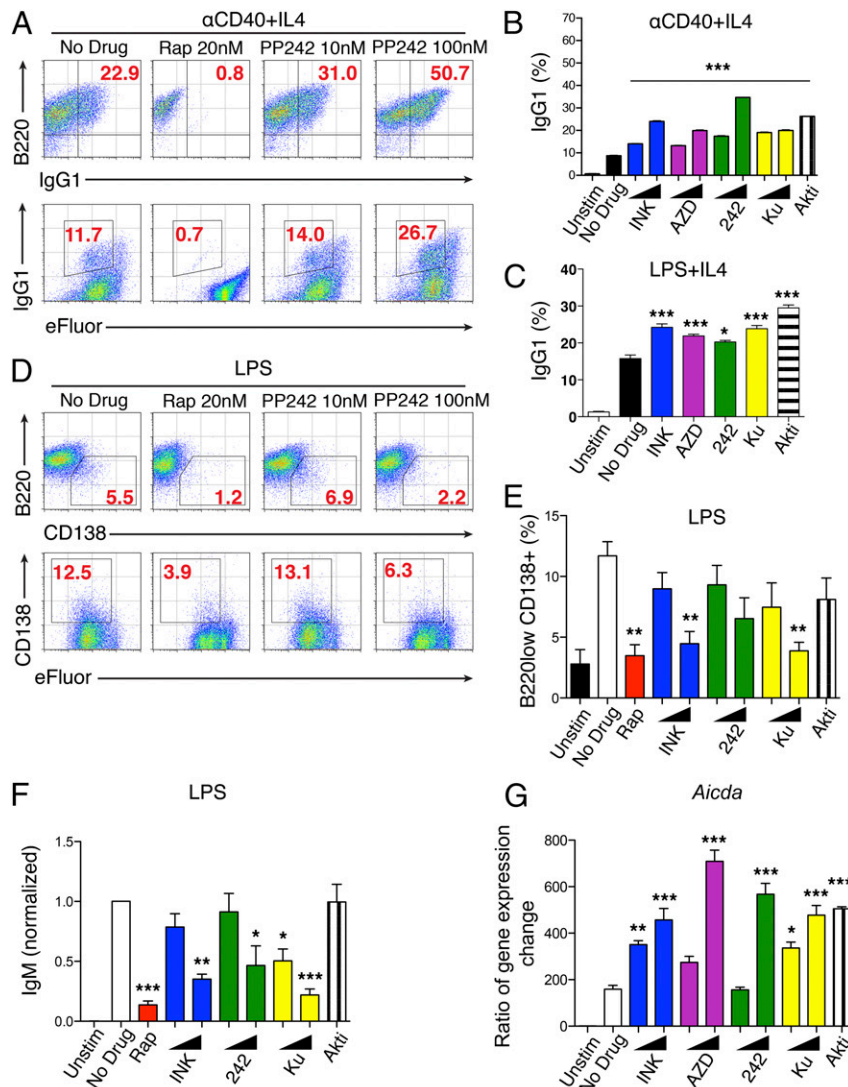 A
αCD40+IL4
No Drug Rap 20nM PP242 10nM PP242 100nM
22.9 0.8 31.0 50.7
B220
IgG1
11.7 0.7 14.0 26.7
IgG1
eFluor
B
αCD40+IL4
***
IgG1 (%)
70
60
50
40
30
20
10
0
Unstim No Drug INK AZD 242 Ku Akti
C
LPS+IL4
*** *** * *** ***
IgG1 (%)
40
30
20
10
0
Unstim No Drug INK AZD 242 Ku Akti
D
LPS
No Drug Rap 20nM PP242 10nM PP242 100nM
5.5 1.2 6.9 2.2
B220
CD138
12.5 3.9 13.1 6.3
CD138
eFluor
E
LPS
B220low CD138+ (%)
15
10
5
0
** ** **
Unstim No Drug Rap INK 242 Ku Akti
F
LPS
IgM (normalized)
1.5
1.0
0.5
0.0
*** ** * * ***
Unstim No Drug Rap INK 242 Ku Akti
G
Aicda
Ratio of gene expression
change
800
600
400
200
0
** *** *** *** * *** ***
Unstim No Drug INK AZD 242 Ku Akti